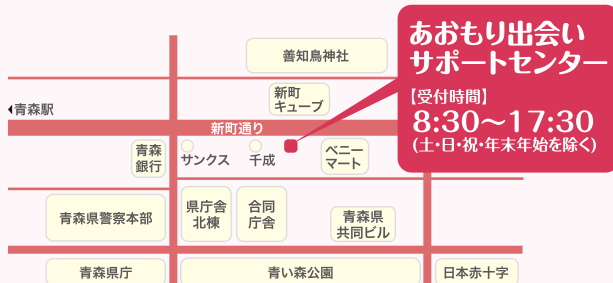 あおもり出会い
サポートセンター
【受付時間】
8:30〜17:30
(土・日・祝・年末年始を除く)
善知鳥神社
新町
キューブ
青森駅
新町通り
青森
銀行
サンクス
千成
ベニー
マート
青森県警察本部
県庁舎
北棟
合同
庁舎
青森県
共同ビル
青森県庁
青い森公園
日本赤十字